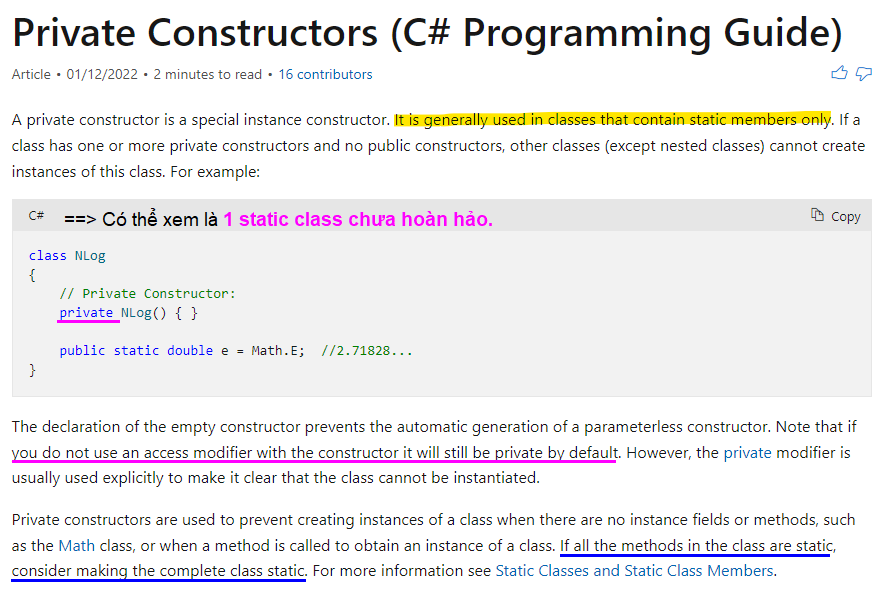 Private Constructors (C# Programming Guide)
Article • 01/12/2022 • 2 minutes to read • 16 contributors
A private constructor is a special instance constructor. It is generally used in classes that contain static members only. If a
class has one or more private constructors and no public constructors, other classes (except nested classes) cannot create
instances of this class. For example:
C# ==> Có thể xem là 1 static class chưa hoàn hảo. Copy
class NLog
{
    // Private Constructor:
    private NLog() { }

    public static double e = Math.E;  //2.71828...
}
The declaration of the empty constructor prevents the automatic generation of a parameterless constructor. Note that if
you do not use an access modifier with the constructor it will still be private by default. However, the private modifier is
usually used explicitly to make it clear that the class cannot be instantiated.
Private constructors are used to prevent creating instances of a class when there are no instance fields or methods, such
as the Math class, or when a method is called to obtain an instance of a class. If all the methods in the class are static,
consider making the complete class static. For more information see Static Classes and Static Class Members.